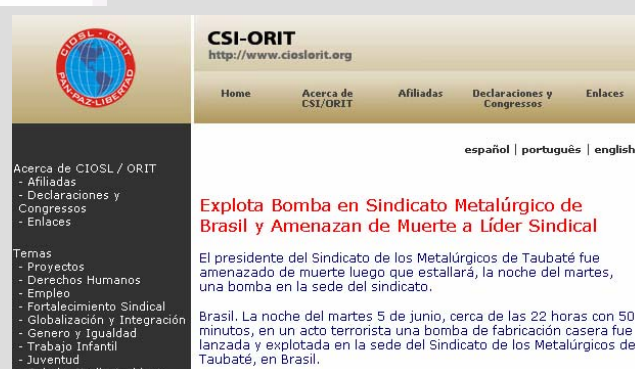 CIOSL - ORIT
PAN-PAZ-LIBERTAD
CSI-ORIT
http://www.cioslorit.org
Home
Acerca de
CSI/ORIT
Afiliadas
Declaraciones y
Congressos
Enlaces
español | português | english
Acerca de CIOSL / ORIT
- Afiliadas
- Declaraciones y
Congressos
- Enlaces
Temas
- Proyectos
- Derechos Humanos
- Empleo
- Fortalecimiento Sindical
- Globalización y Integración
- Genero y Igualdad
- Trabajo Infantil
- Juventud
Explota Bomba en Sindicato Metalúrgico de
Brasil y Amenazan de Muerte a Líder Sindical
El presidente del Sindicato de los Metalúrgicos de Taubaté fue
amenazado de muerte luego que estallará, la noche del martes,
una bomba en la sede del sindicato.
Brasil. La noche del martes 5 de junio, cerca de las 22 horas con 50
minutos, en un acto terrorista una bomba de fabricación casera fue
lanzada y explotada en la sede del Sindicato de los Metalúrgicos de
Taubaté, en Brasil.